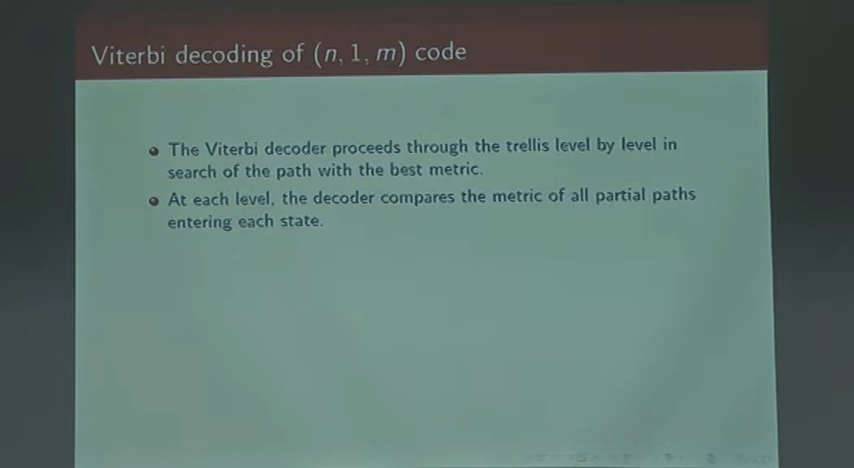 Viterbi decoding of (n, 1, m) code
The Viterbi decoder proceeds through the trellis level by level in
search of the path with the best metric.
At each level, the decoder compares the metric of all partial paths
entering each state.